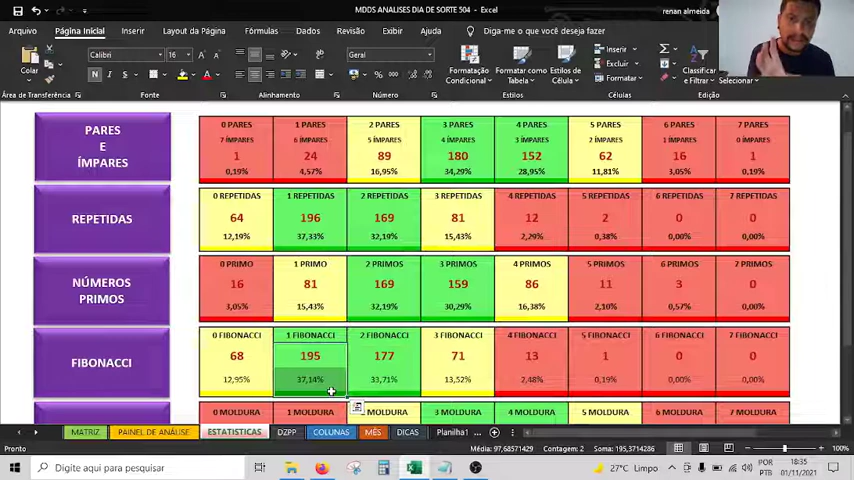 MDDS ANALISES DIA DE SORTE 504 - Excel
renan almeida
Arquivo Página Inicial Inserir Layout da Página Fórmulas Dados Revisão Exibir Ajuda Diga-me o que você deseja fazer
Colar
Calibri 16
N I S
Geral
Formatação Condicional
Formatar como Tabela
Estilos de Célula
Inserir
Excluir
Formatar
Classificar e Filtrar
Selecionar
Área de Transferência Fonte Alinhamento Número Estilos Células Edição
PARES
E
ÍMPARES
0 PARES 1 PARES 2 PARES 3 PARES 4 PARES 5 PARES 6 PARES 7 PARES
7 ÍMPARES 6 ÍMPARES 5 ÍMPARES 4 ÍMPARES 3 ÍMPARES 2 ÍMPARES 1 ÍMPARES 0 ÍMPARES
1 24 89 180 152 62 16 1
0,19% 4,57% 16,95% 34,29% 28,95% 11,81% 3,05% 0,19%
REPETIDAS
0 REPETIDAS 1 REPETIDAS 2 REPETIDAS 3 REPETIDAS 4 REPETIDAS 5 REPETIDAS 6 REPETIDAS 7 REPETIDAS
64 196 169 81 12 2 0 0
12,19% 37,33% 32,19% 15,43% 2,29% 0,38% 0,00% 0,00%
NÚMEROS
PRIMOS
0 PRIMO 1 PRIMO 2 PRIMOS 3 PRIMOS 4 PRIMOS 5 PRIMOS 6 PRIMOS 7 PRIMOS
16 81 169 159 86 11 3 0
3,05% 15,43% 32,19% 30,29% 16,38% 2,10% 0,57% 0,00%
FIBONACCI
0 FIBONACCI 1 FIBONACCI 2 FIBONACCI 3 FIBONACCI 4 FIBONACCI 5 FIBONACCI 6 FIBONACCI 7 FIBONACCI
68 195 177 71 13 1 0 0
12,95% 37,14% 33,71% 13,52% 2,48% 0,19% 0,00% 0,00%
0 MOLDURA 1 MOLDURA MOLDURA 3 MOLDURA 4 MOLDURA 5 MOLDURA 6 MOLDURA 7 MOLDURA
MATRIZ PAINEL DE ANÁLISE ESTATISTICAS DZPP COLUNAS MÊS DICAS Planilha1 ...
Pronto Média: 97,68571429 Contagem: 2 Soma: 195,3714286 100%
Digite aqui para pesquisar
27°C Limpo
POR
PTB
18:35
01/11/2021